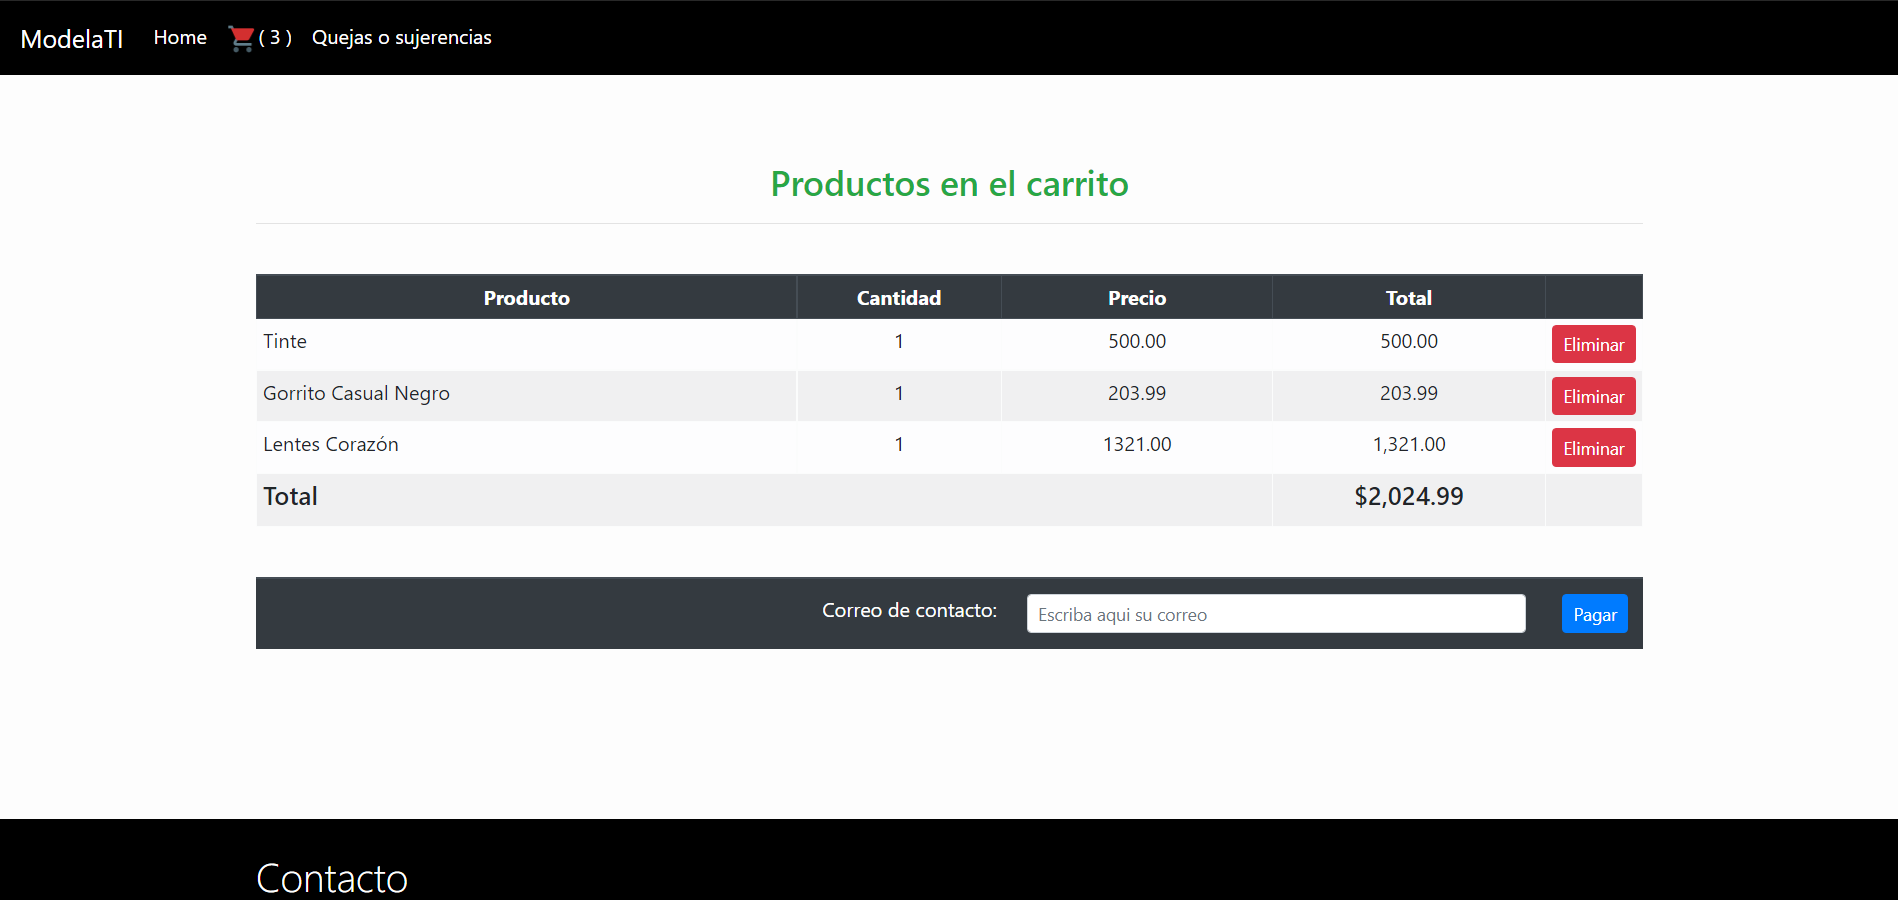 ModelaTI Home ( 3 ) Quejas o sujerencias
Productos en el carrito
Producto Cantidad Precio Total
Tinte 1 500.00 500.00 Eliminar
Gorrito Casual Negro 1 203.99 203.99 Eliminar
Lentes Corazón 1 1321.00 1,321.00 Eliminar
Total $2,024.99
Correo de contacto: Escriba aqui su correo Pagar
Contacto